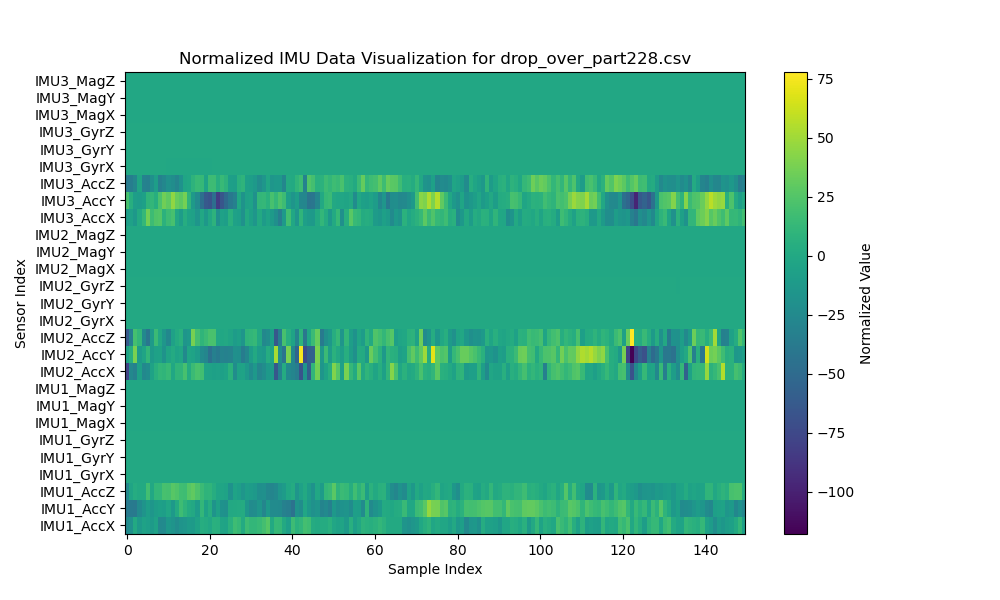 Normalized IMU Data Visualization for drop_over_part228.csv
IMU3_MagZ
IMU3_MagY
IMU3_MagX
IMU3_GyrZ
IMU3_GyrY
IMU3_GyrX
IMU3_AccZ
IMU3_AccY
IMU3_AccX
IMU2_MagZ
IMU2_MagY
IMU2_MagX
IMU2_GyrZ
IMU2_GyrY
IMU2_GyrX
IMU2_AccZ
IMU2_AccY
IMU2_AccX
IMU1_MagZ
IMU1_MagY
IMU1_MagX
IMU1_GyrZ
IMU1_GyrY
IMU1_GyrX
IMU1_AccZ
IMU1_AccY
IMU1_AccX
Sensor Index
0 20 40 60 80 100 120 140
Sample Index
75
50
25
0
−25
−50
−75
−100
Normalized Value